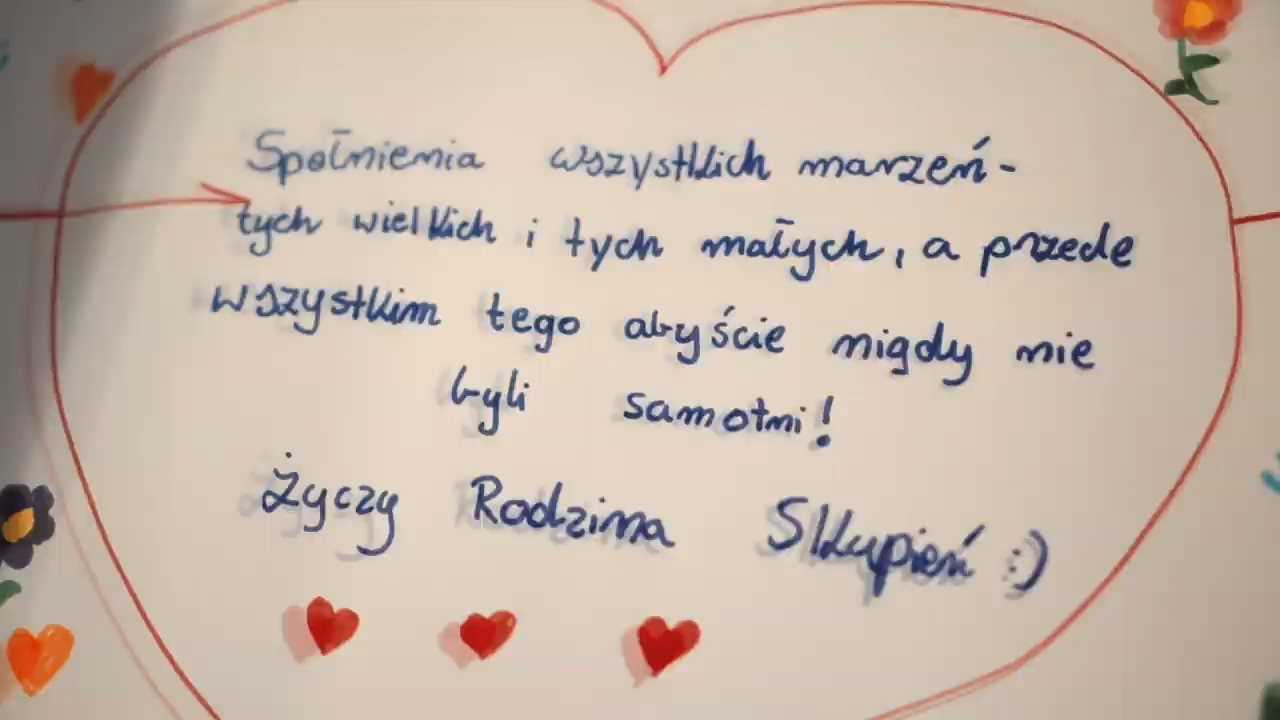 Spełnienia wszystkich marzeń-
tych wielkich i tych małych, a przede
wszystkim tego abyście nigdy nie
byli samotni!
Życzy Rodzina Skupień :)